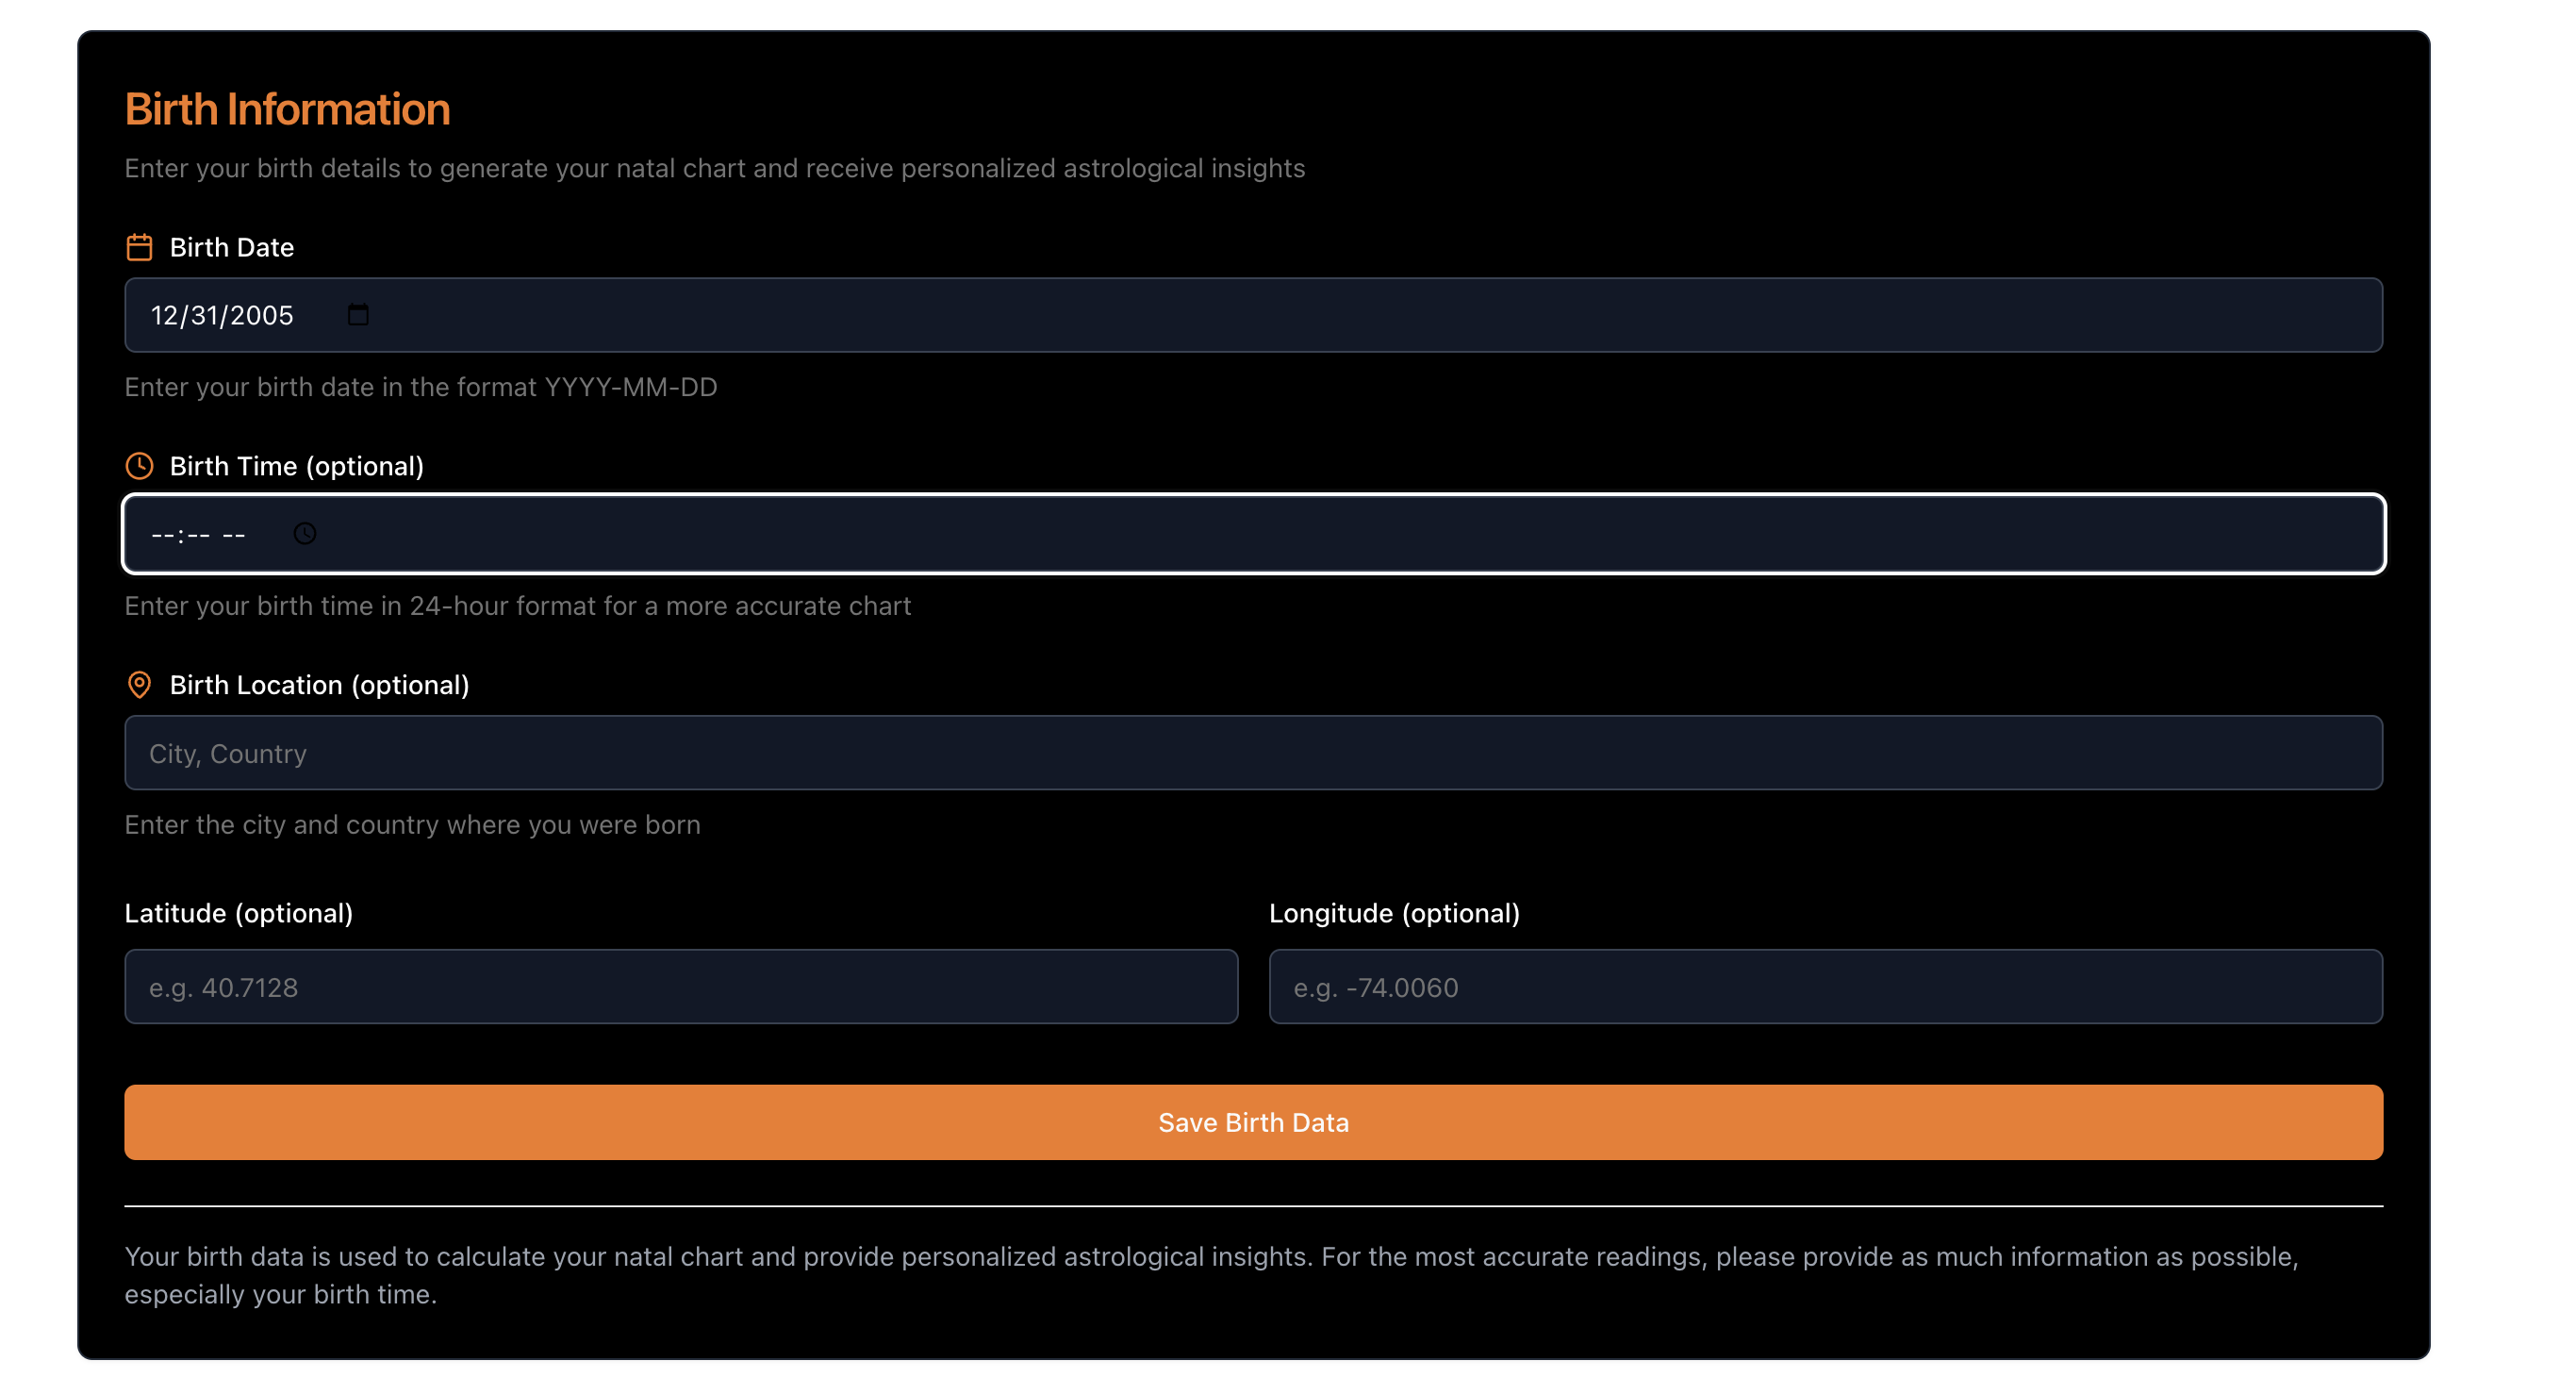 Birth Information
Enter your birth details to generate your natal chart and receive personalized astrological insights
Birth Date
12/31/2005
Enter your birth date in the format YYYY-MM-DD
Birth Time (optional)
--:-- --
Enter your birth time in 24-hour format for a more accurate chart
Birth Location (optional)
City, Country
Enter the city and country where you were born
Latitude (optional)
Longitude (optional)
e.g. 40.7128
e.g. -74.0060
Save Birth Data
Your birth data is used to calculate your natal chart and provide personalized astrological insights. For the most accurate readings, please provide as much information as possible,
especially your birth time.